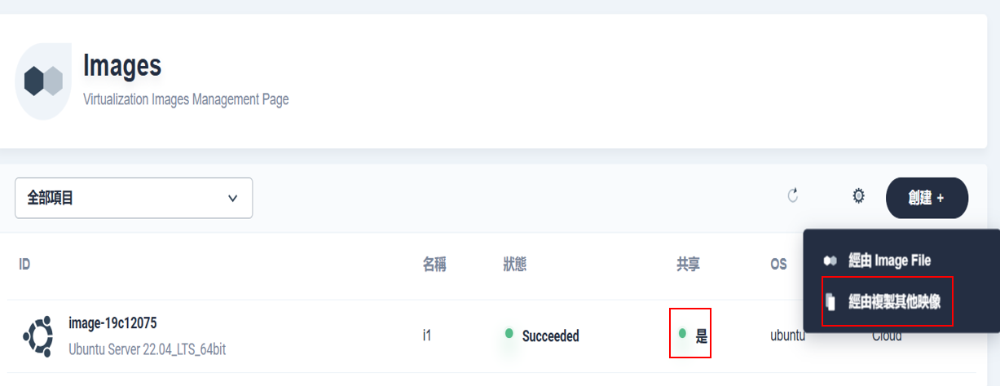 Images
Virtualization Images Management Page
全部項目
創建 +
ID 名稱 狀態 共享 OS
經由 Image File
經由複製其他映像
image-19c12075
Ubuntu Server 22.04_LTS_64bit
i1 Succeeded 是 ubuntu Cloud